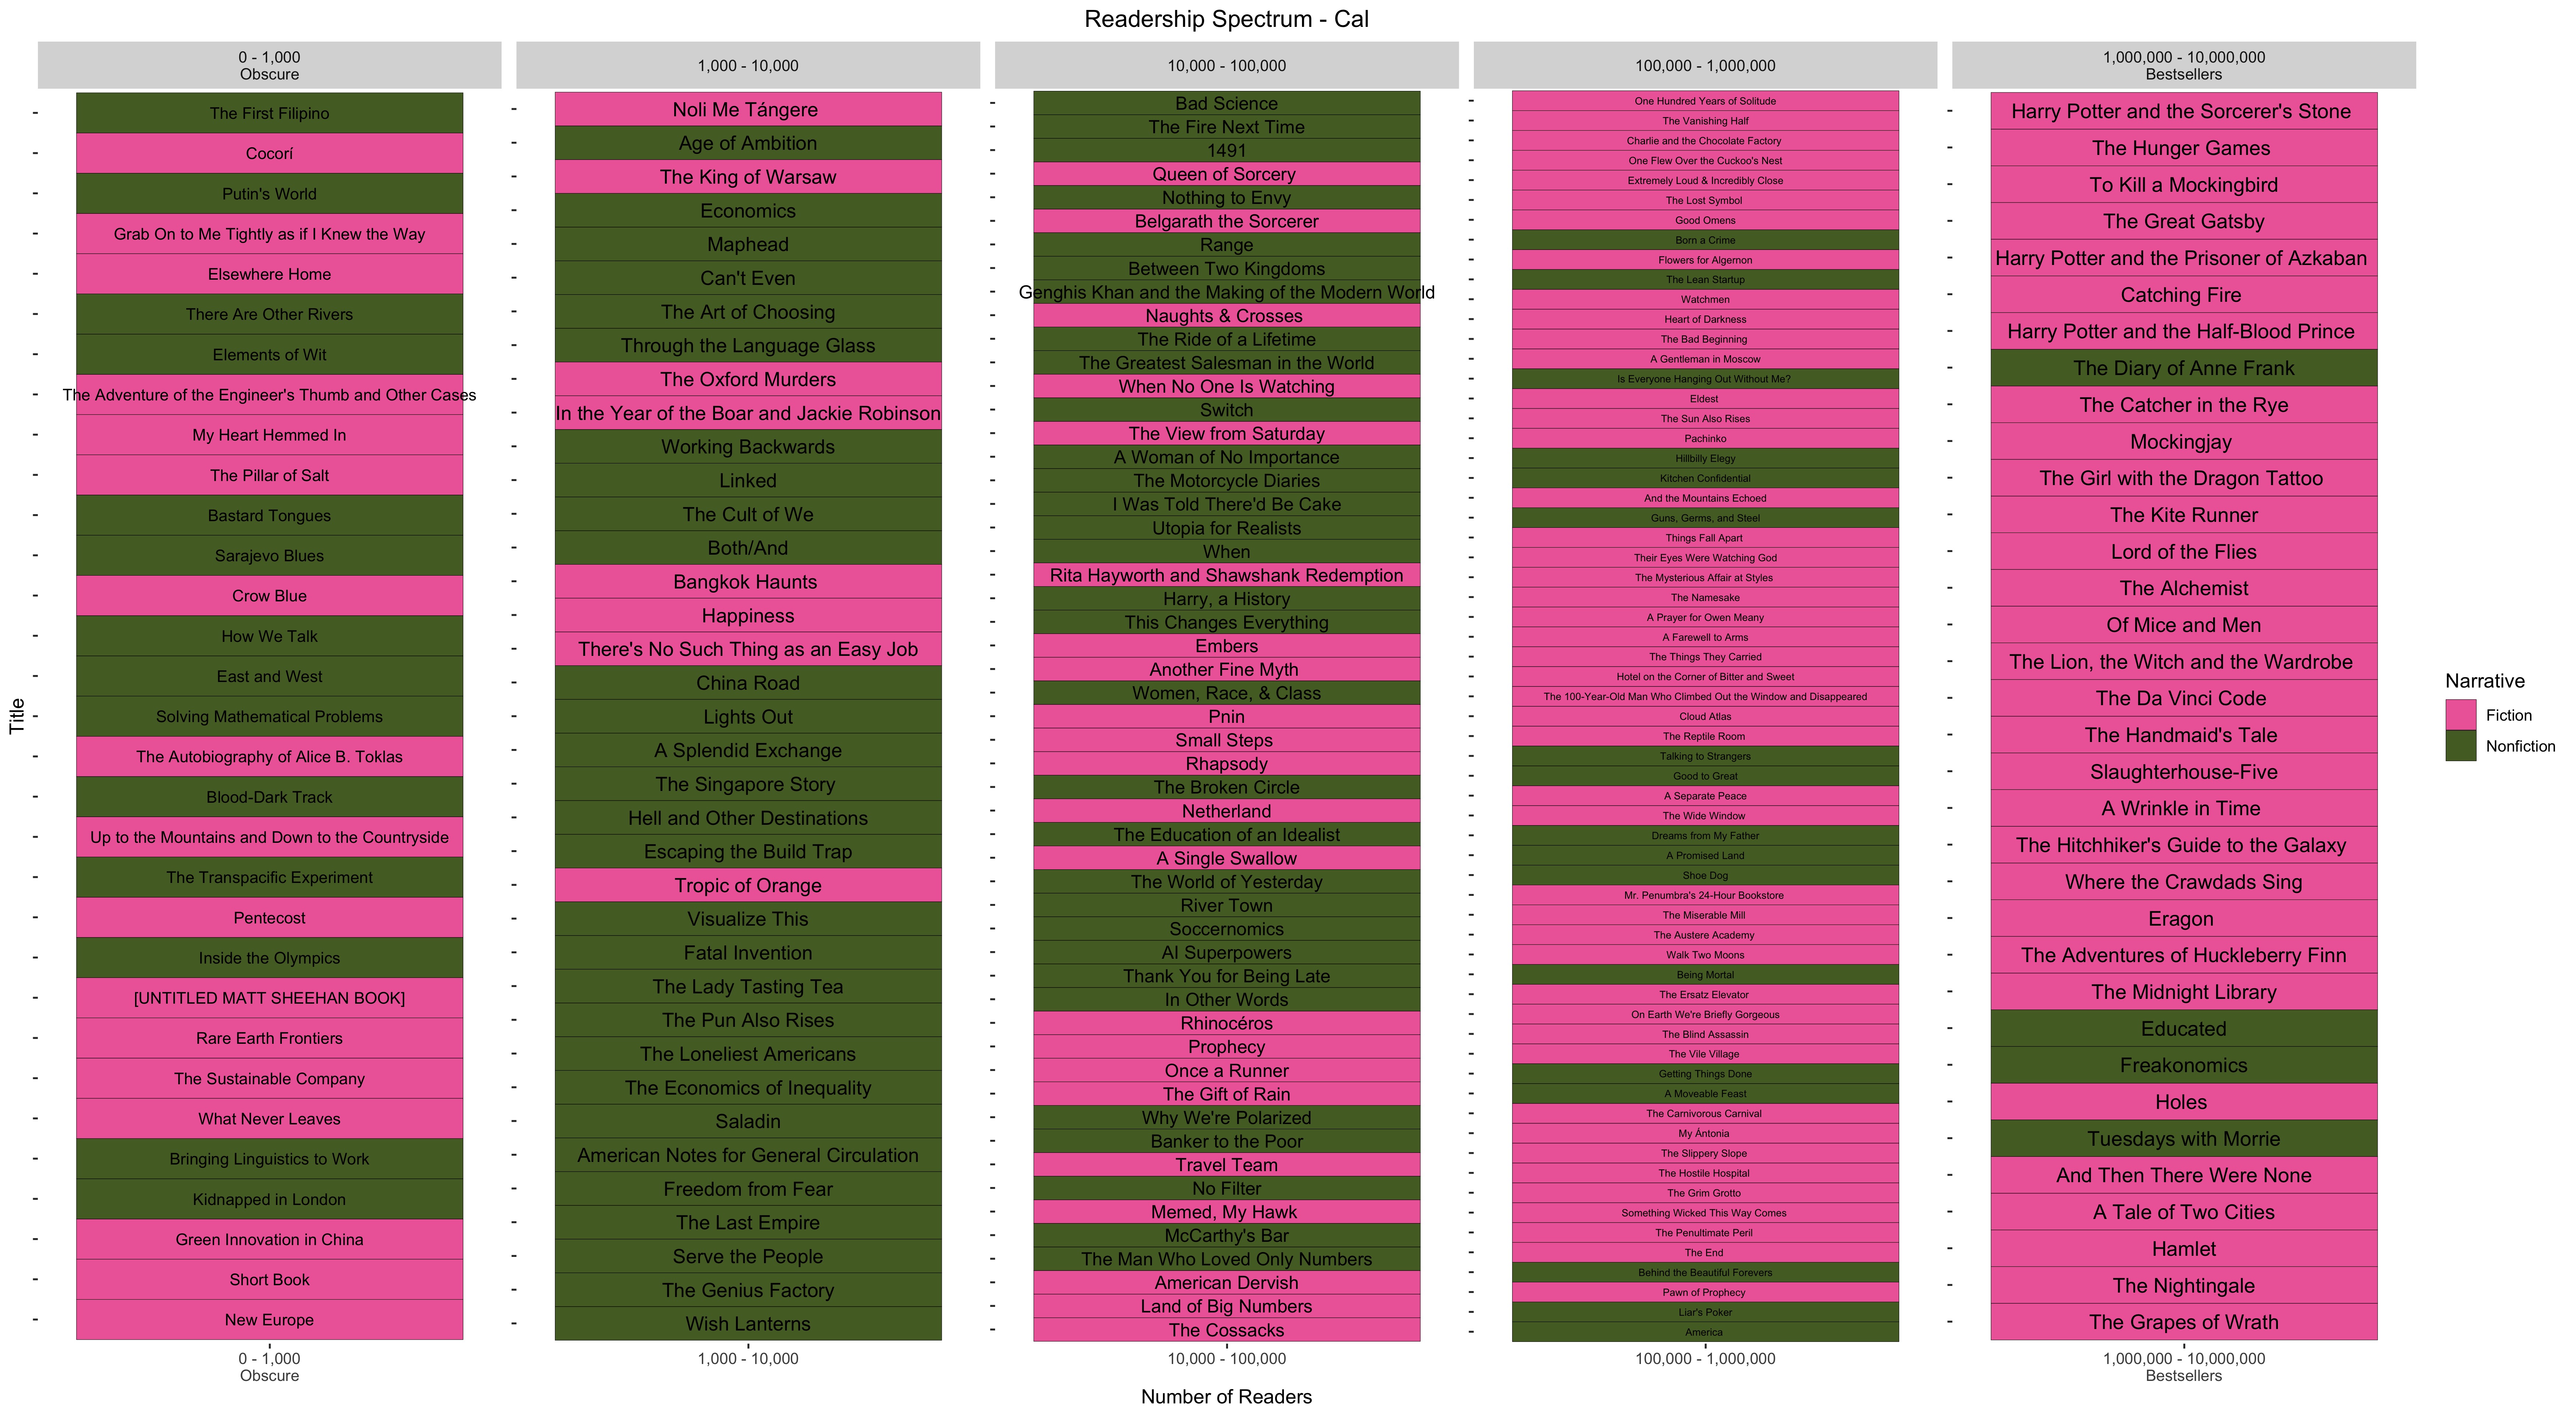 Readership Spectrum - Cal
0 - 1,000
Obscure
1,000 - 10,000
10,000 - 100,000
100,000 - 1,000,000
1,000,000 - 10,000,000
Bestsellers
Title
The First Filipino
Cocorí
Putin's World
Grab On to Me Tightly as if I Knew the Way
Elsewhere Home
There Are Other Rivers
Elements of Wit
The Adventure of the Engineer's Thumb and Other Cases
My Heart Hemmed In
The Pillar of Salt
Bastard Tongues
Sarajevo Blues
Crow Blue
How We Talk
East and West
Solving Mathematical Problems
The Autobiography of Alice B. Toklas
Blood-Dark Track
Up to the Mountains and Down to the Countryside
The Transpacific Experiment
Pentecost
Inside the Olympics
[UNTITLED MATT SHEEHAN BOOK]
Rare Earth Frontiers
The Sustainable Company
What Never Leaves
Bringing Linguistics to Work
Kidnapped in London
Green Innovation in China
Short Book
New Europe
Noli Me Tángere
Age of Ambition
The King of Warsaw
Economics
Maphead
Can't Even
The Art of Choosing
Through the Language Glass
The Oxford Murders
In the Year of the Boar and Jackie Robinson
Working Backwards
Linked
The Cult of We
Both/And
Bangkok Haunts
Happiness
There's No Such Thing as an Easy Job
China Road
Lights Out
A Splendid Exchange
The Singapore Story
Hell and Other Destinations
Escaping the Build Trap
Tropic of Orange
Visualize This
Fatal Invention
The Lady Tasting Tea
The Pun Also Rises
The Loneliest Americans
The Economics of Inequality
Saladin
American Notes for General Circulation
Freedom from Fear
The Last Empire
Serve the People
The Genius Factory
Wish Lanterns
Bad Science
The Fire Next Time
1491
Queen of Sorcery
Nothing to Envy
Belgarath the Sorcerer
Range
Between Two Kingdoms
Genghis Khan and the Making of the Modern World
Naughts & Crosses
The Ride of a Lifetime
The Greatest Salesman in the World
When No One Is Watching
Switch
The View from Saturday
A Woman of No Importance
The Motorcycle Diaries
I Was Told There'd Be Cake
Utopia for Realists
When
Rita Hayworth and Shawshank Redemption
Harry, a History
This Changes Everything
Embers
Another Fine Myth
Women, Race, & Class
Pnin
Small Steps
Rhapsody
The Broken Circle
Netherland
The Education of an Idealist
A Single Swallow
The World of Yesterday
River Town
Soccernomics
AI Superpowers
Thank You for Being Late
In Other Words
Rhinocéros
Prophecy
Once a Runner
The Gift of Rain
Why We're Polarized
Banker to the Poor
Travel Team
No Filter
Memed, My Hawk
McCarthy's Bar
The Man Who Loved Only Numbers
American Dervish
Land of Big Numbers
The Cossacks
One Hundred Years of Solitude
The Vanishing Half
Charlie and the Chocolate Factory
One Flew Over the Cuckoo's Nest
Extremely Loud & Incredibly Close
The Lost Symbol
Good Omens
Born a Crime
Flowers for Algernon
The Lean Startup
Watchmen
Heart of Darkness
The Bad Beginning
A Gentleman in Moscow
Is Everyone Hanging Out Without Me?
Eldest
The Sun Also Rises
Pachinko
Hillbilly Elegy
Kitchen Confidential
And the Mountains Echoed
Guns, Germs, and Steel
Things Fall Apart
Their Eyes Were Watching God
The Mysterious Affair at Styles
The Namesake
A Prayer for Owen Meany
A Farewell to Arms
The Things They Carried
Hotel on the Corner of Bitter and Sweet
The 100-Year-Old Man Who Climbed Out the Window and Disappeared
Cloud Atlas
The Reptile Room
Talking to Strangers
Good to Great
A Separate Peace
The Wide Window
Dreams from My Father
A Promised Land
Shoe Dog
Mr. Penumbra's 24-Hour Bookstore
The Miserable Mill
The Austere Academy
Walk Two Moons
Being Mortal
The Ersatz Elevator
On Earth We're Briefly Gorgeous
The Blind Assassin
The Vile Village
Getting Things Done
A Moveable Feast
The Carnivorous Carnival
My Ántonia
The Slippery Slope
The Hostile Hospital
The Grim Grotto
Something Wicked This Way Comes
The Penultimate Peril
The End
Behind the Beautiful Forevers
Pawn of Prophecy
Liar's Poker
America
Harry Potter and the Sorcerer's Stone
The Hunger Games
To Kill a Mockingbird
The Great Gatsby
Harry Potter and the Prisoner of Azkaban
Catching Fire
Harry Potter and the Half-Blood Prince
The Diary of Anne Frank
The Catcher in the Rye
Mockingjay
The Girl with the Dragon Tattoo
The Kite Runner
Lord of the Flies
The Alchemist
Of Mice and Men
The Lion, the Witch and the Wardrobe
The Da Vinci Code
The Handmaid's Tale
Slaughterhouse-Five
A Wrinkle in Time
The Hitchhiker's Guide to the Galaxy
Where the Crawdads Sing
Eragon
The Adventures of Huckleberry Finn
The Midnight Library
Educated
Freakonomics
Holes
Tuesdays with Morrie
And Then There Were None
A Tale of Two Cities
Hamlet
The Nightingale
The Grapes of Wrath
Narrative
Fiction
Nonfiction
0 - 1,000
Obscure
1,000 - 10,000
10,000 - 100,000
100,000 - 1,000,000
1,000,000 - 10,000,000
Bestsellers
Number of Readers